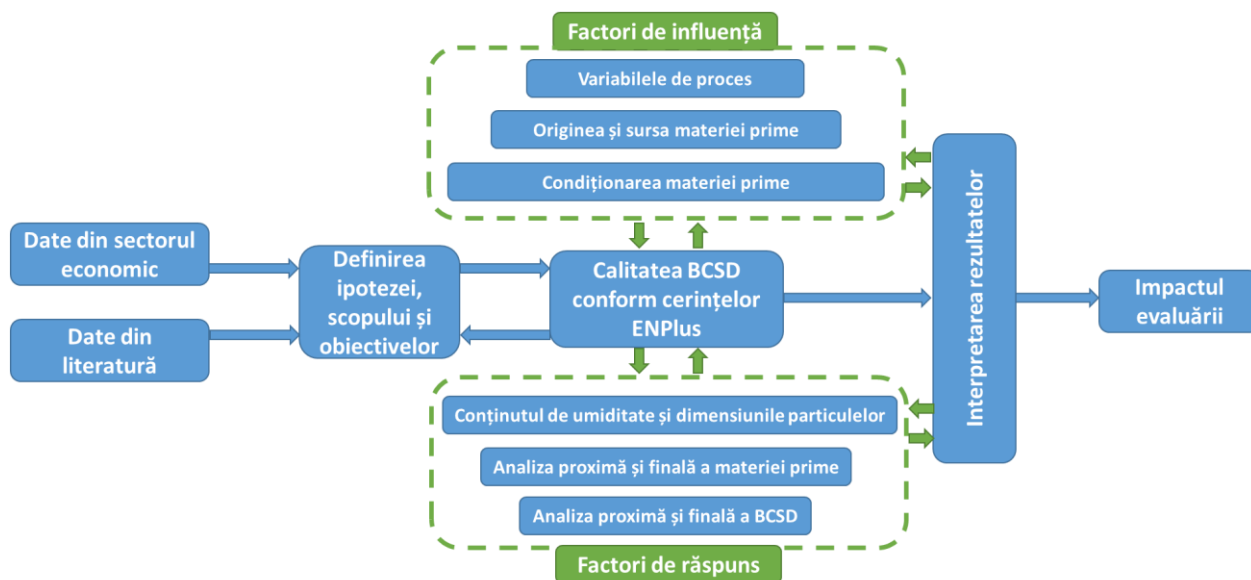 Factori de influență
Variabilele de proces
Originea și sursa materiei prime
Condiționarea materiei prime
Date din sectorul
economic
Date din
literatură
Definirea
ipotezei,
scopului și
obiectivelor
Calitatea BCSD
conform cerințelor
ENPlus
Interpretarea rezultatelor
Impactul
evaluării
Conținutul de umiditate și dimensiunile particulelor
Analiza proximă și finală a materiei prime
Analiza proximă și finală a BCSD
Factori de răspuns